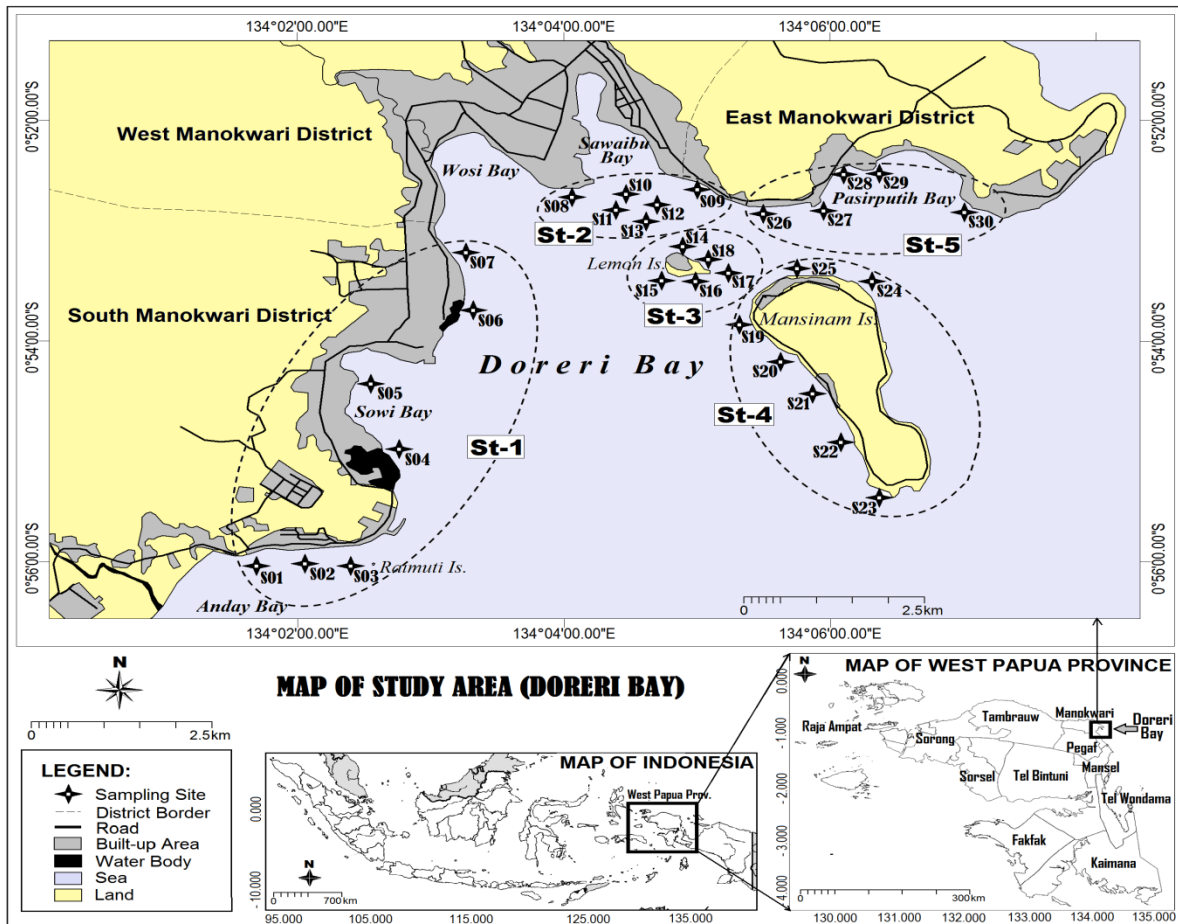 134°02'00.00"E
134°04'00.00"E
134°06'00.00"E
0°52'00.00"S
0°52'00.00"S
West Manokwari District
East Manokwari District
Sawaibu
Bay
Wosi Bay
Pasirputih Bay
S08
S10
S11
S12
S13
S09
St-2
S28
S29
S26
S27
S30
St-5
S07
S14
S18
Lemon Is.
S15
S16
S17
St-3
S25
S24
South Manokwari District
S06
Mansinam Is.
S19
0°54'00.00"S
0°54'00.00"S
Doreri Bay
S20
S05
Sowi Bay
S21
St-4
St-1
S04
S22
S23
0°56'00.00"S
0°56'00.00"S
S01
S02
S03
Raimuti Is.
Anday Bay
0
2.5km
134°02'00.00"E
134°04'00.00"E
134°06'00.00"E
N
MAP OF STUDY AREA (DORERI BAY)
0
2.5km
LEGEND:
Sampling Site
District Border
Road
Built-up Area
Water Body
Sea
Land
MAP OF INDONESIA
West Papua Prov.
0.000
-10.000
N
0
700km
95.000
105.000
115.000
125.000
135.000
N
MAP OF WEST PAPUA PROVINCE
0.000
-1.000
-2.000
-3.000
4.000
Tambrauw
Manokwari
Doreri
Bay
Raja Ampat
Sorong
Pegaf
Mansel
Sorsel
Tel Bintuni
Tel Wondama
Fakfak
Kaimana
0
300km
130.000
131.000
132.000
133.000
134.000
135.000